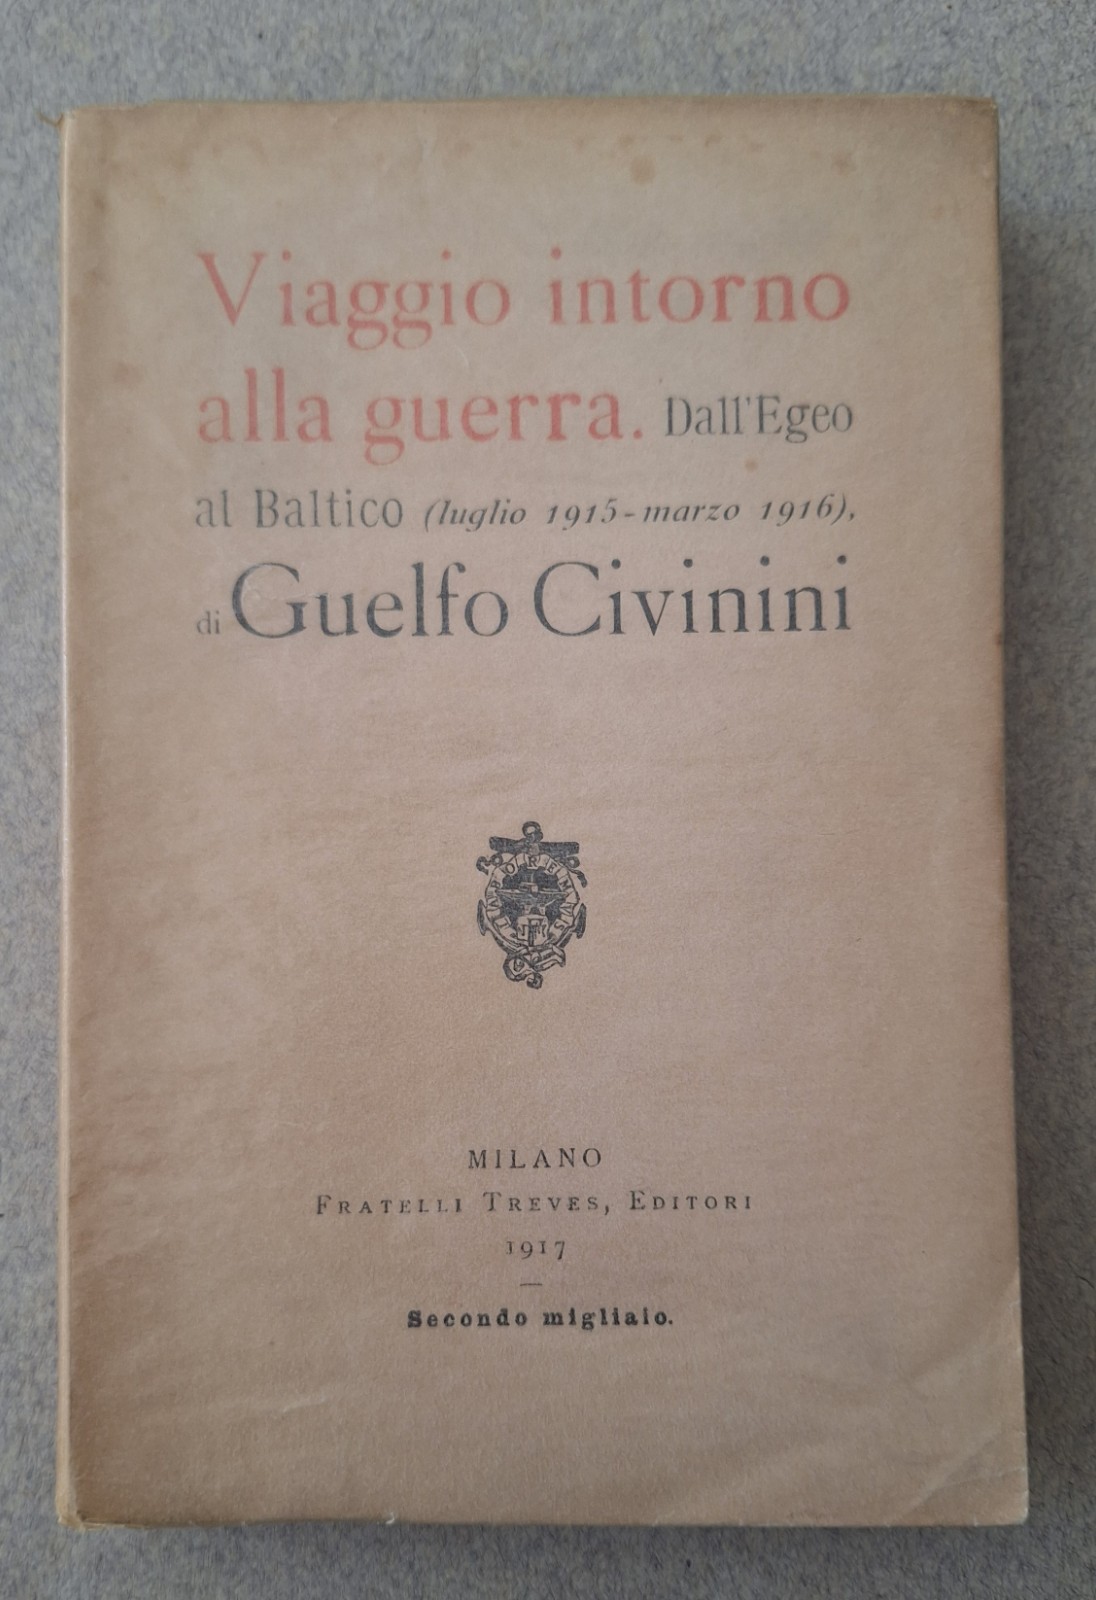 Viaggio intorno
alla guerra. Dall'Egeo
al Baltico (luglio 1915-marzo 1916),
di Guelfo Civinini
MILANO
FRATELLI TREVES, EDITORI
1917
Secondo migliaio.